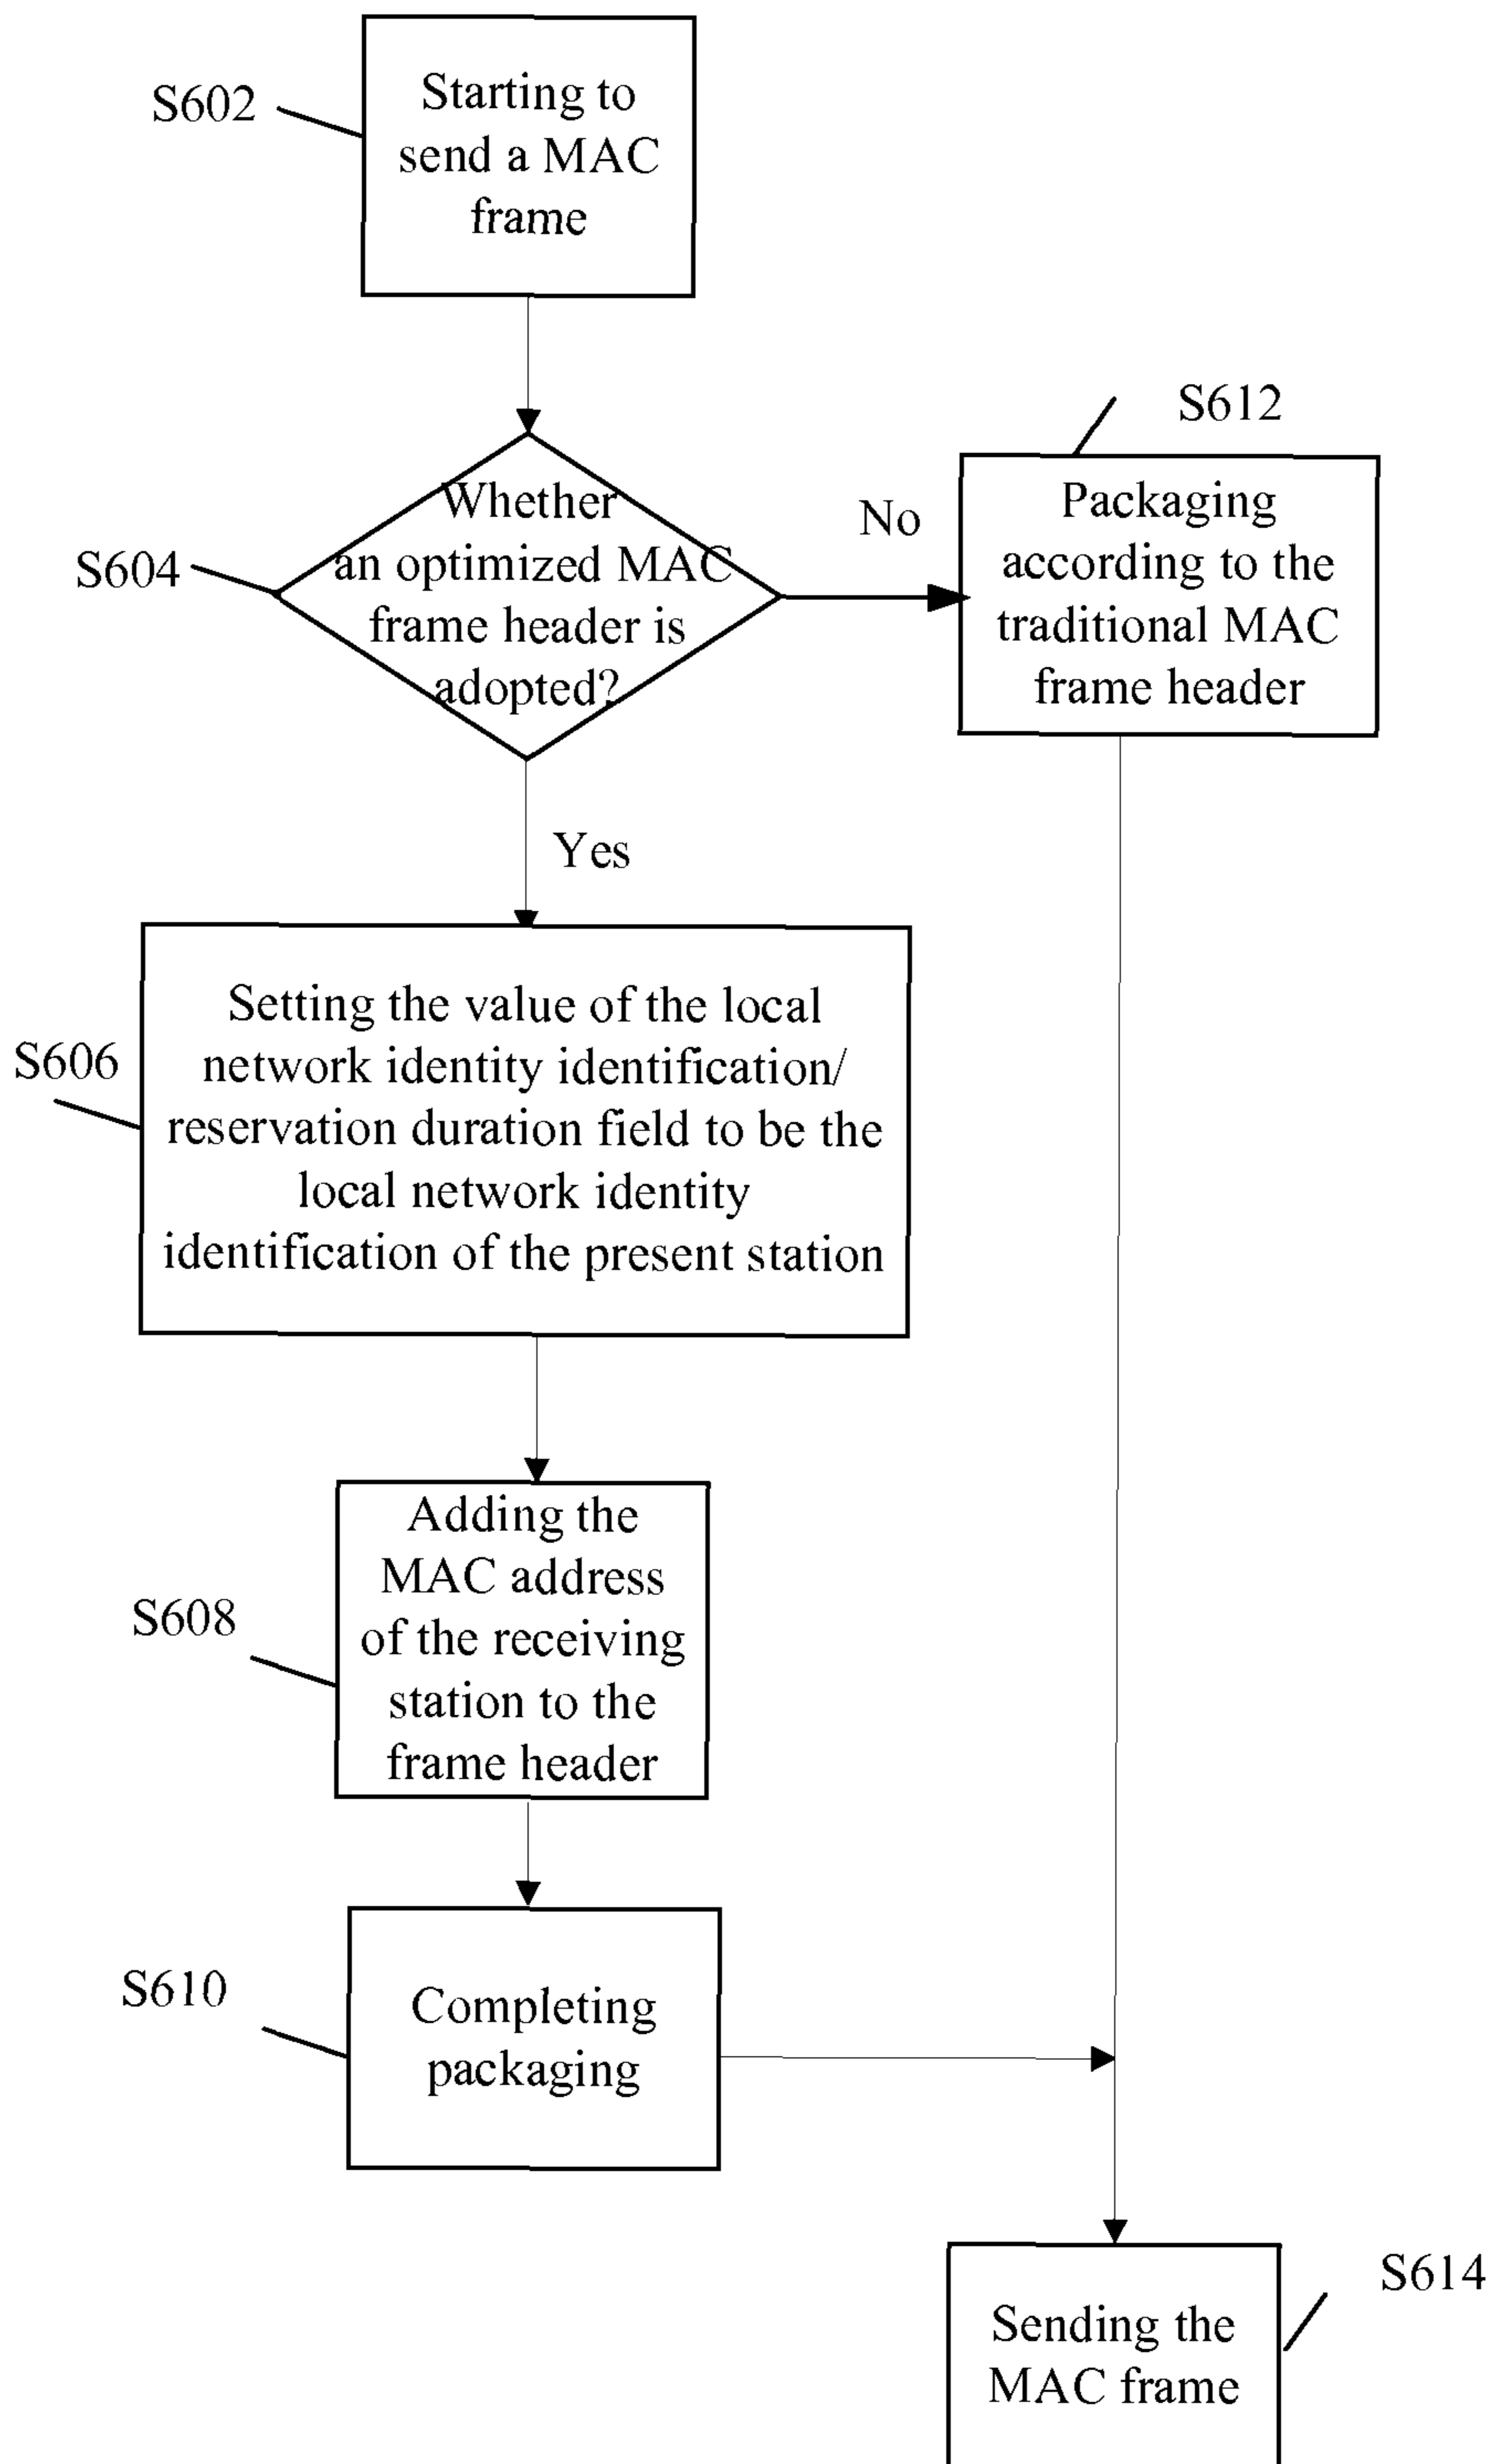 S602
Starting to
send a MAC
frame
S604
Whether
an optimized MAC
frame header is
adopted?
No
S612
Packaging
according to the
traditional MAC
frame header
Yes
S606
Setting the value of the local
network identity identification/
reservation duration field to be the
local network identity
identification of the present station
S608
Adding the
MAC address
of the receiving
station to the
frame header
S610
Completing
packaging
S614
Sending the
MAC frame